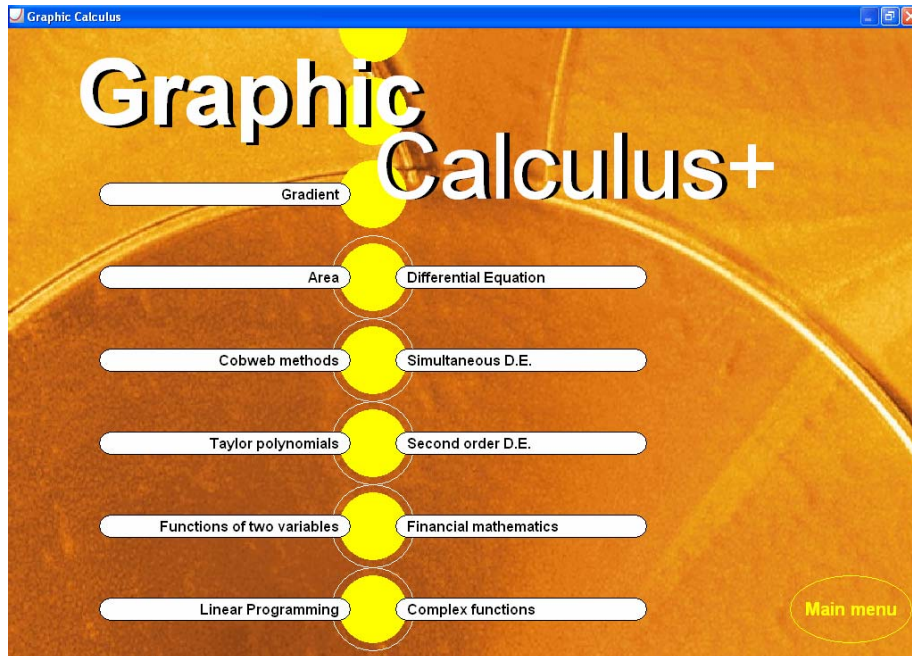 Graphic Calculus
Graphic
Calculus+
Gradient
Area
Differential Equation
Cobweb methods
Simultaneous D.E.
Taylor polynomials
Second order D.E.
Functions of two variables
Financial mathematics
Linear Programming
Complex functions
Main menu